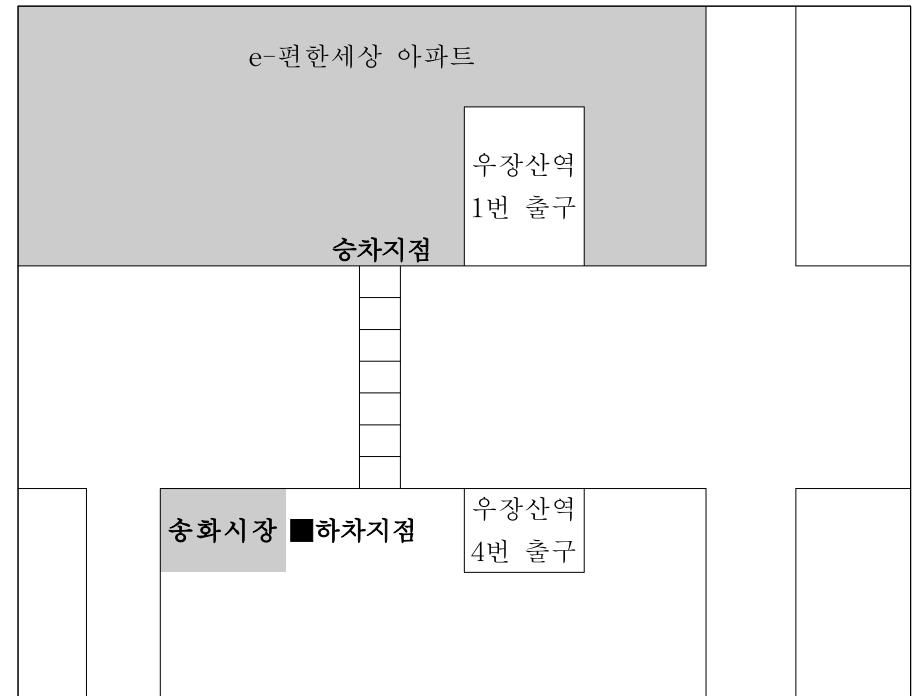 e-편한세상 아파트
우장산역
1번 출구
승차지점
송화시장 ■하차지점
우장산역
4번 출구